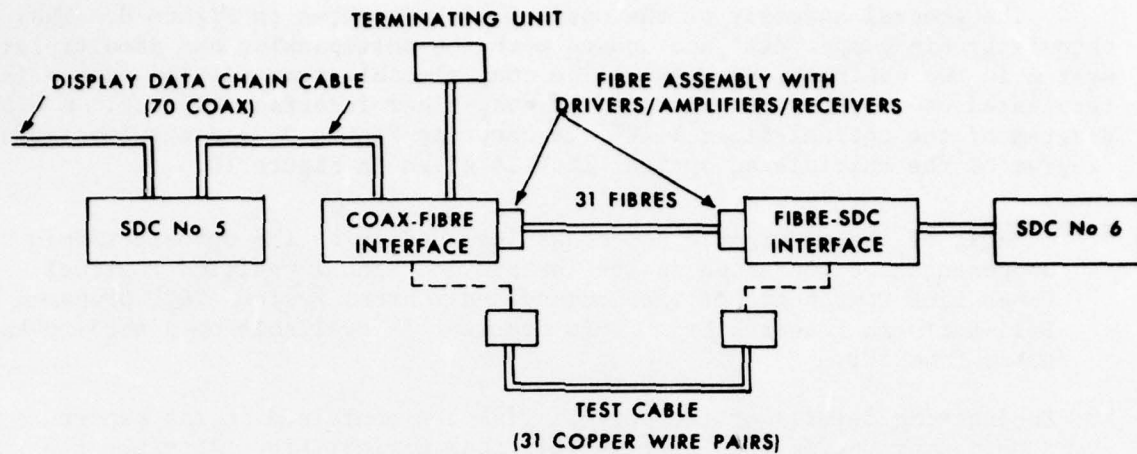 TERMINATING UNIT
DISPLAY DATA CHAIN CABLE
(70 COAX)
FIBRE ASSEMBLY WITH
DRIVERS/AMPLIFIERS/RECEIVERS
31 FIBRES
SDC No 5
COAX-FIBRE
INTERFACE
FIBRE-SDC
INTERFACE
SDC No 6
TEST CABLE
(31 COPPER WIRE PAIRS)